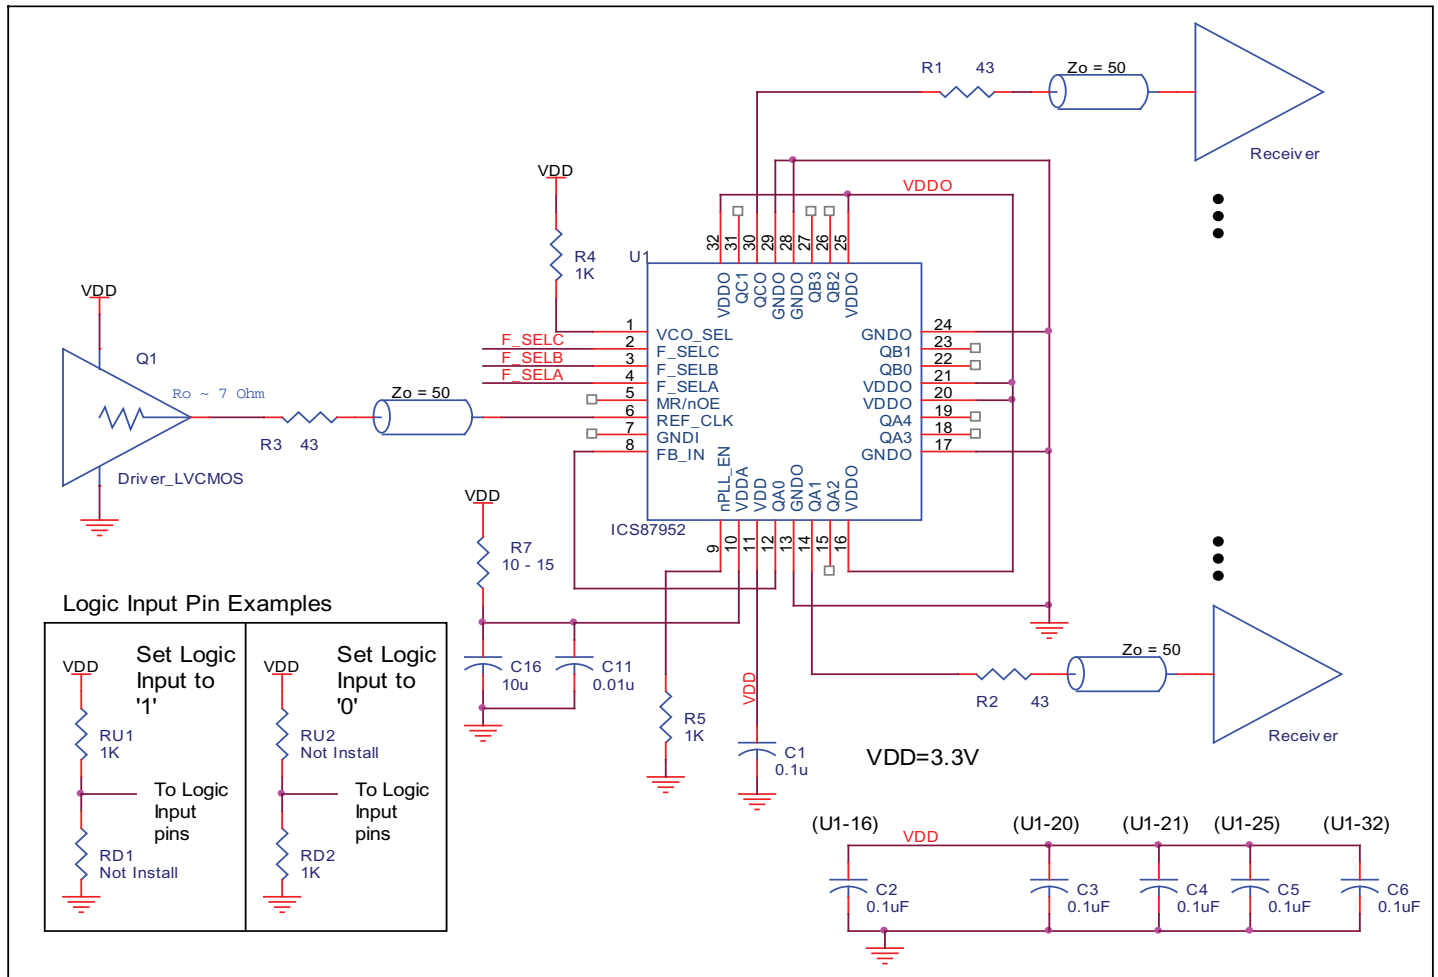 R1 43
Zo = 50
Receiver
VDD
R4
1K
VDDO
32
31
30
29
28
27
26
25
U1
VDDO
QC1
QC0
GNDO
GNDO
QB3
QB2
VDDO
VDD
Q1
Ro ~ 7 Ohm
R3 43
Zo = 50
Driver_LVCMOS
F_SELC
F_SELB
F_SELA
1 VCO_SEL
2 F_SELC
3 F_SELB
4 F_SELA
5 MR/nOE
6 REF_CLK
7 GNDI
8 FB_IN
GNDO 24
QB1 23
QB0 22
VDDO 21
VDDO 20
QA4 19
QA3 18
GNDO 17
nPLL_EN
VDDA
VDD
QA0
GNDO
QA1
QA2
VDDO
ICS87952
9
10
11
12
13
14
15
16
VDD
R7
10 - 15
C16
10u
C11
0.01u
R5
1K
VDD
C1
0.1u
Zo = 50
R2 43
Receiver
VDD=3.3V
Logic Input Pin Examples
VDD
Set Logic
Input to
'1'
RU1
1K
To Logic
Input
pins
RD1
Not Install
VDD
Set Logic
Input to
'0'
RU2
Not Install
To Logic
Input
pins
RD2
1K
(U1-16) (U1-20) (U1-21) (U1-25) (U1-32)
VDD
C2
0.1uF
C3
0.1uF
C4
0.1uF
C5
0.1uF
C6
0.1uF